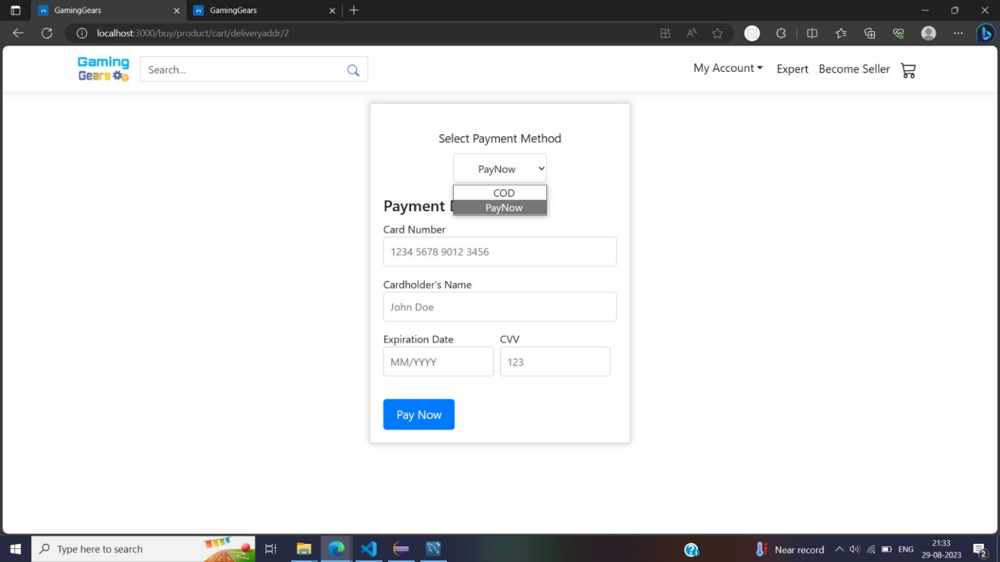 GamingGears
GamingGears
localhost:3000/buy/product/cart/deliveryaddr/2
Gaming
Gears
Search...
My Account
Expert
Become Seller
Select Payment Method
PayNow
COD
PayNow
Payment D
Card Number
1234 5678 9012 3456
Cardholder's Name
John Doe
Expiration Date
CVV
MM/YYYY
123
Pay Now
Type here to search
Near record
ENG
21:33
29-08-2023
2